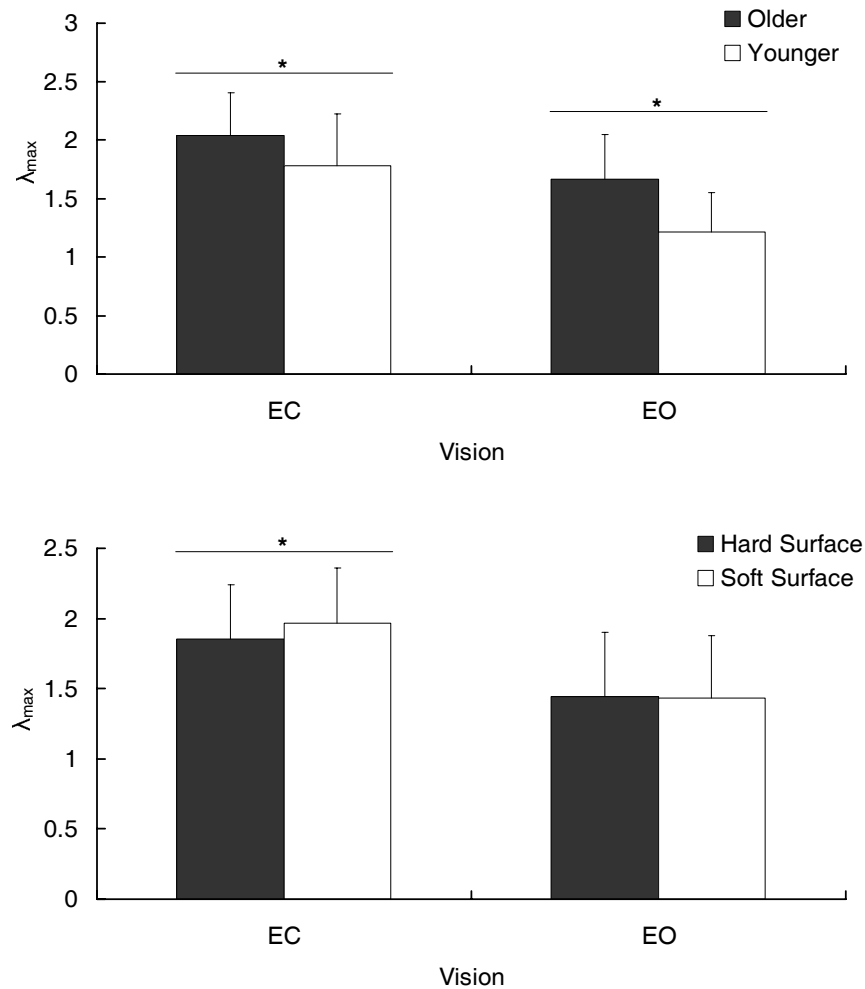 3
Older
Younger
2.5
*
*
2
λmax
1.5
1
0.5
0
EC
EO
Vision
2.5
*
Hard Surface
Soft Surface
2
1.5
λmax
1
0.5
0
EC
EO
Vision